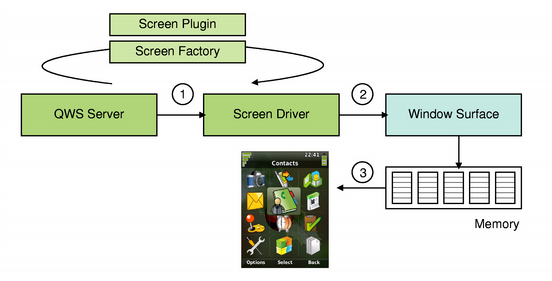 Screen Plugin
Screen Factory
1
2
QWS Server
Screen Driver
Window Surface
22:41
Contacts
3
Memory
Options Select Back